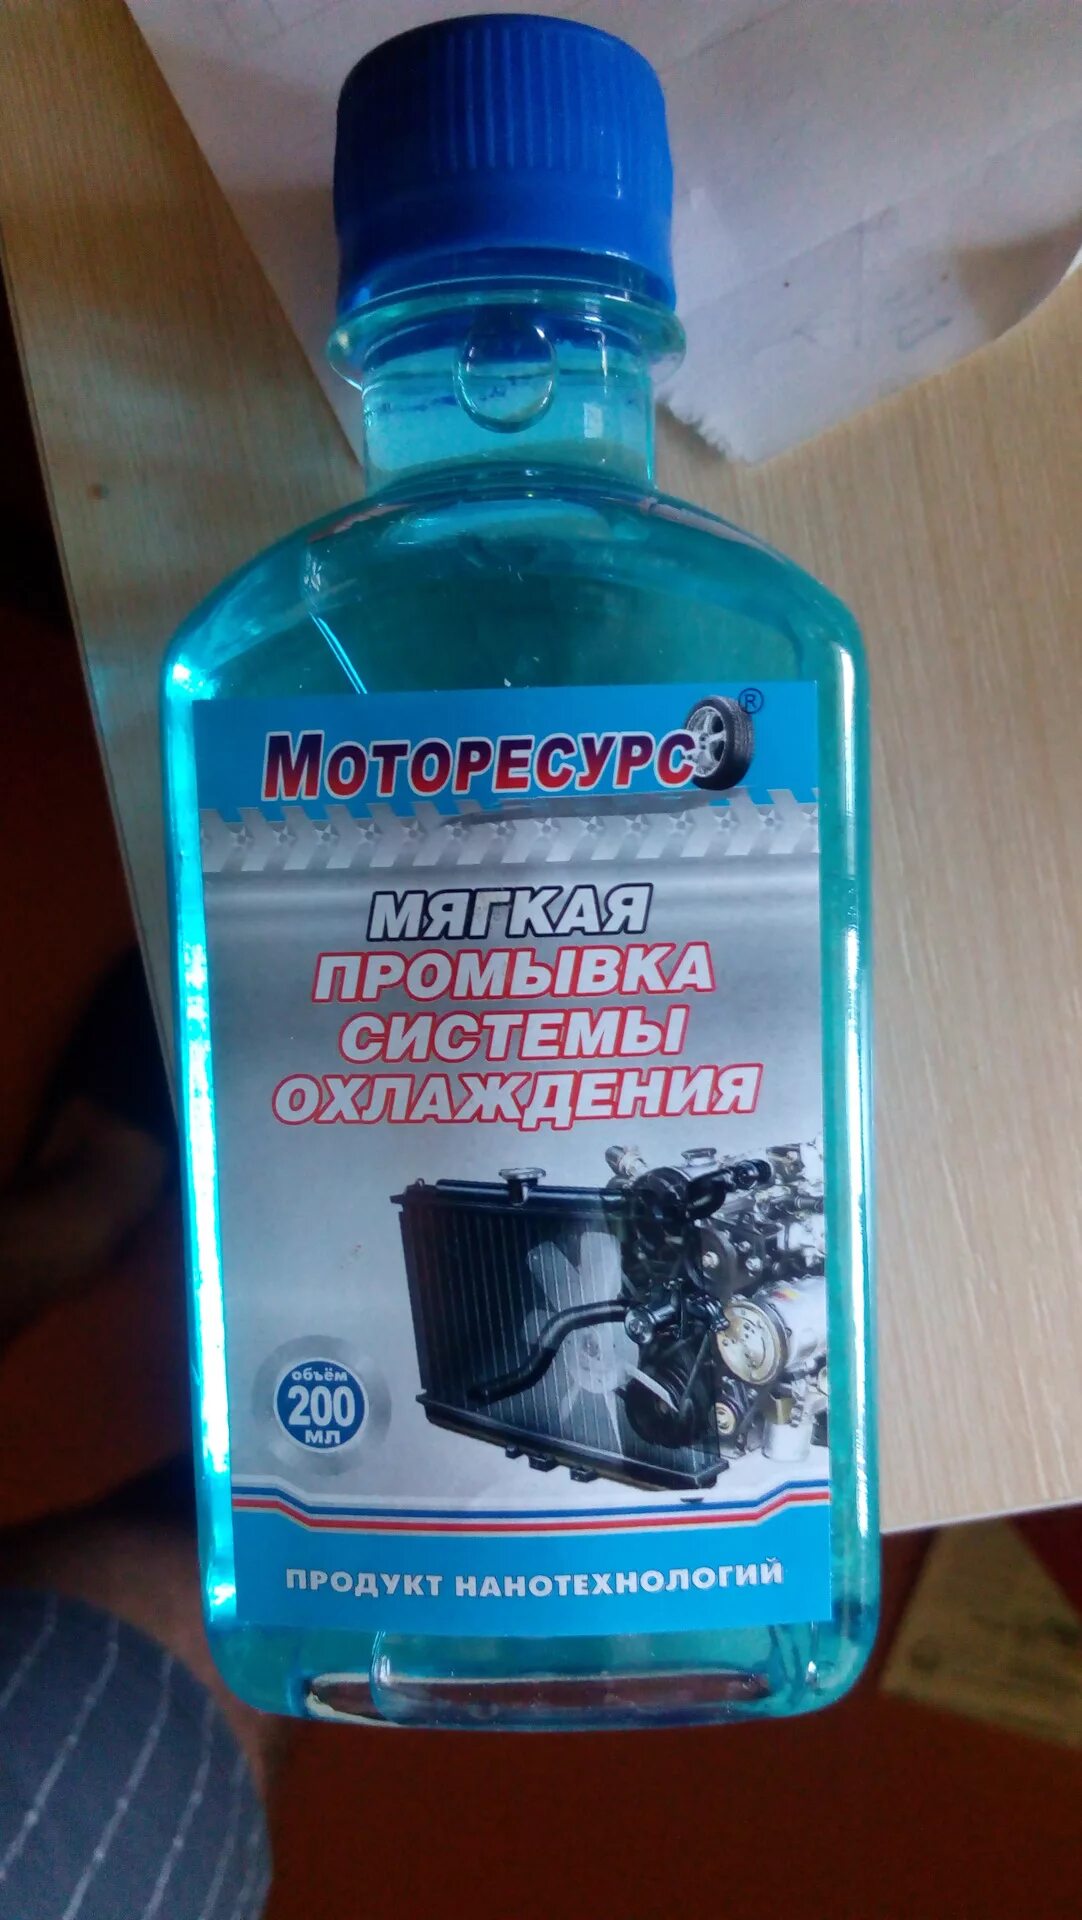 МОТОРЕСУРС ®
МЯГКАЯ
ПРОМЫВКА
СИСТЕМЫ
ОХЛАЖДЕНИЯ
объём
200
МЛ
ПРОДУКТ НАНОТЕХНОЛОГИЙ